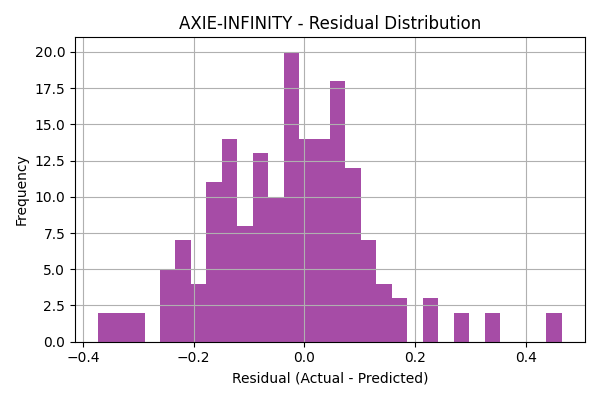 AXIE-INFINITY - Residual Distribution
Frequency
20.0
17.5
15.0
12.5
10.0
7.5
5.0
2.5
0.0
−0.4 −0.2 0.0 0.2 0.4
Residual (Actual - Predicted)